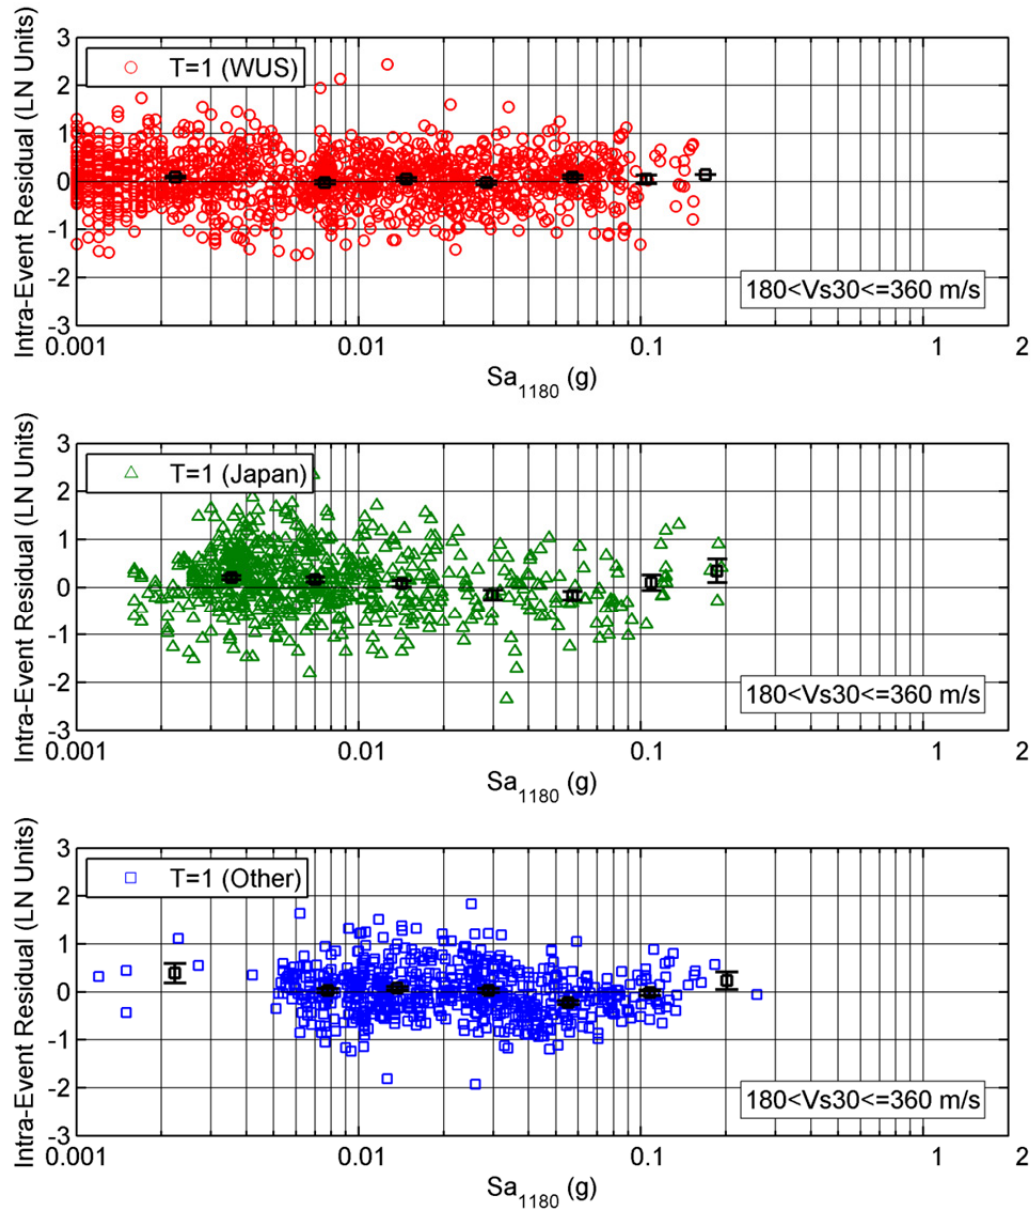 Intra-Event Residual (LN Units)
3
2
1
0
-1
-2
-3
T=1 (WUS)
180<Vs30<=360 m/s
0.001 0.01 0.1 1 2
Sa1180 (g)
Intra-Event Residual (LN Units)
3
2
1
0
-1
-2
-3
T=1 (Japan)
180<Vs30<=360 m/s
0.001 0.01 0.1 1 2
Sa1180 (g)
Intra-Event Residual (LN Units)
3
2
1
0
-1
-2
-3
T=1 (Other)
180<Vs30<=360 m/s
0.001 0.01 0.1 1 2
Sa1180 (g)